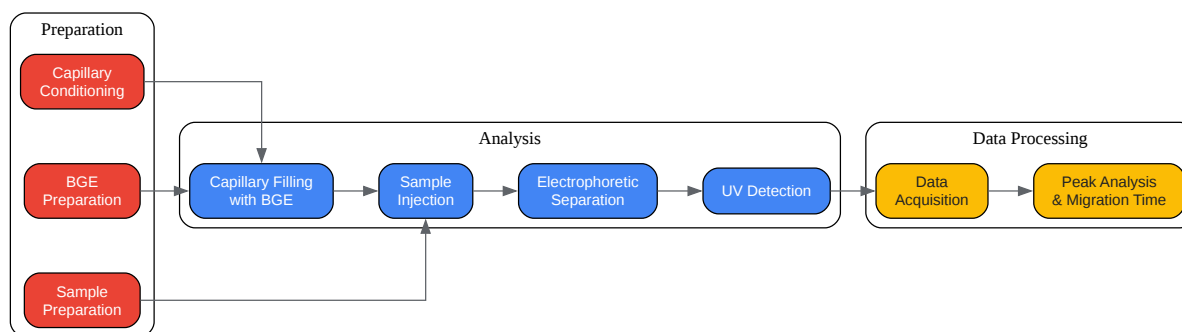 Preparation
Capillary
Conditioning
BGE
Preparation
Sample
Preparation
Analysis
Capillary Filling
with BGE
Sample
Injection
Electrophoretic
Separation
UV Detection
Data Processing
Data
Acquisition
Peak Analysis
& Migration Time